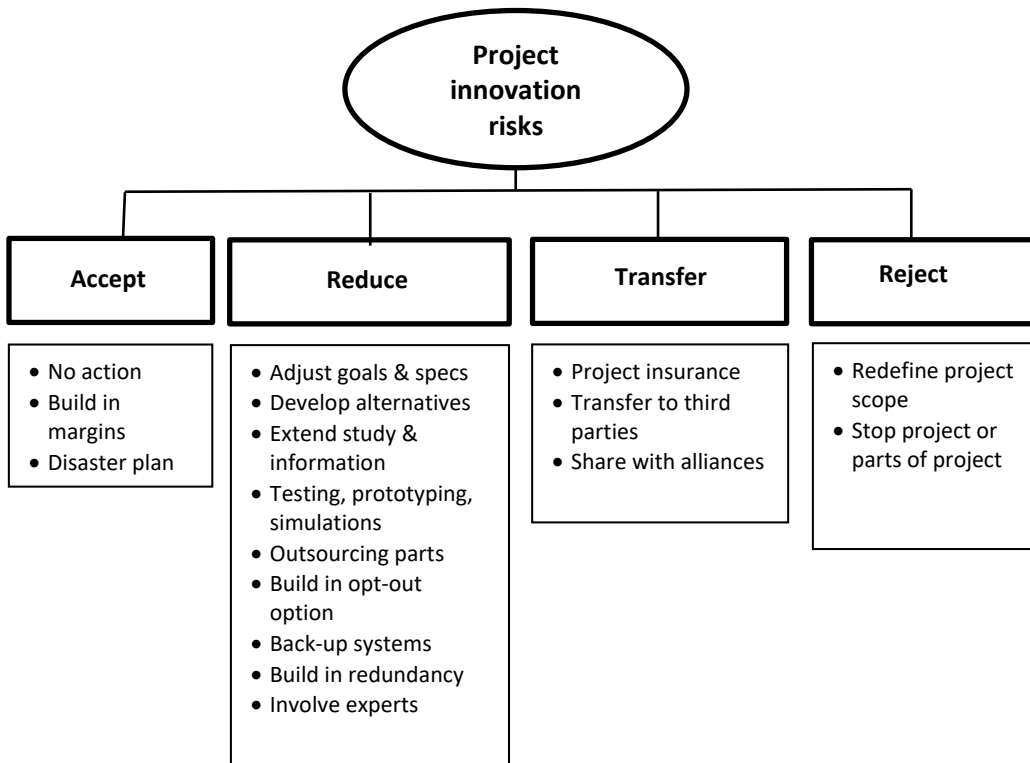 Project
innovation
risks
Accept
Reduce
Transfer
Reject
• No action
• Build in
margins
• Disaster plan
• Adjust goals & specs
• Develop alternatives
• Extend study &
information
• Testing, prototyping,
simulations
• Outsourcing parts
• Build in opt-out
option
• Back-up systems
• Build in redundancy
• Involve experts
• Project insurance
• Transfer to third
parties
• Share with alliances
• Redefine project
scope
• Stop project or
parts of project